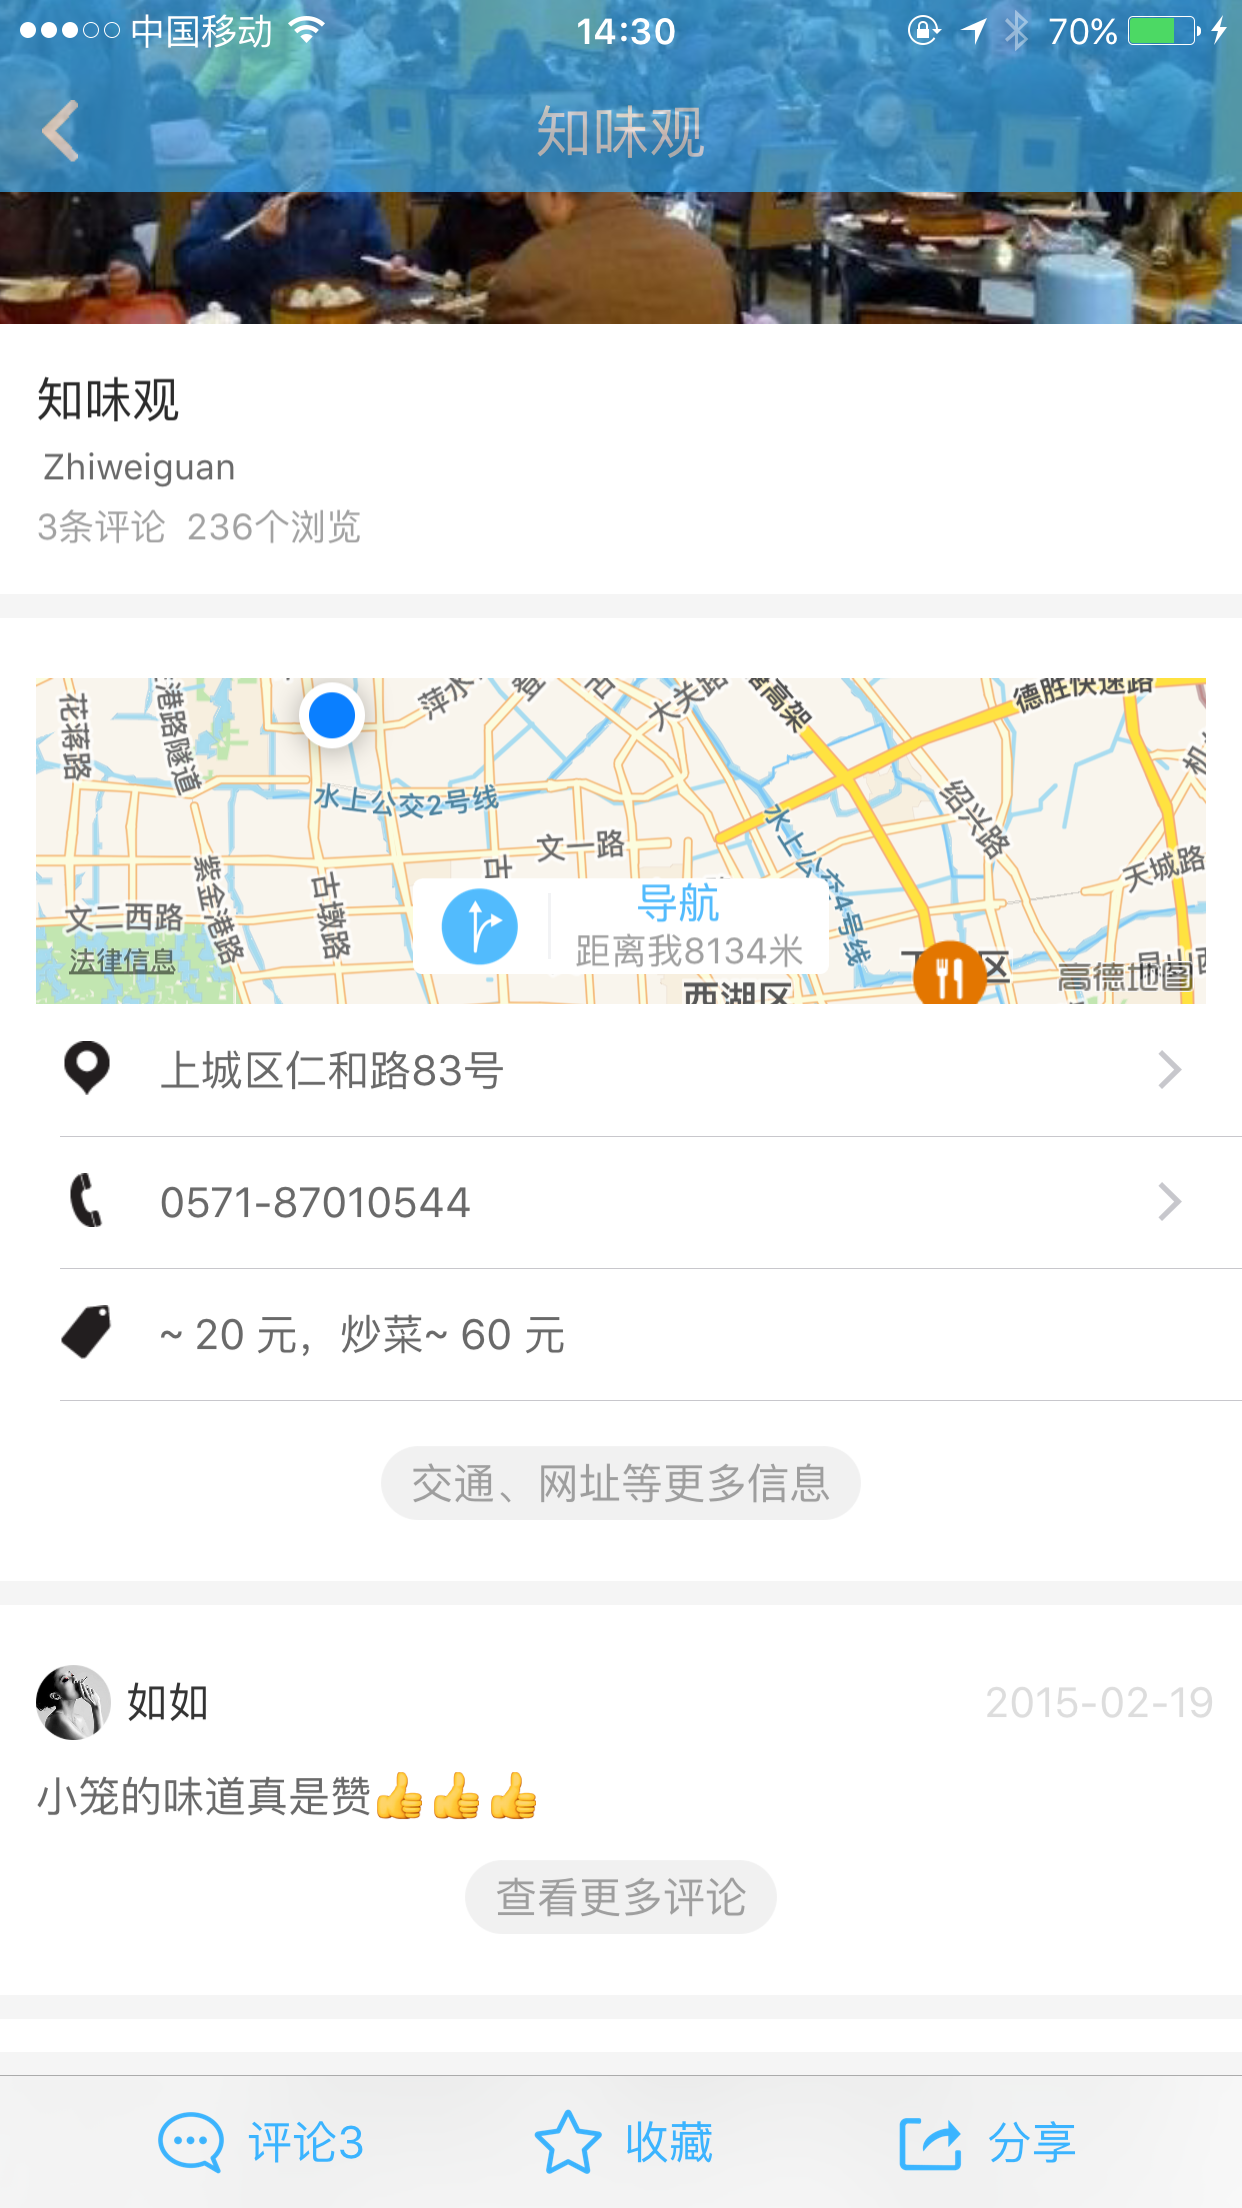 中国移动
14:30
70%
知味观
知味观
Zhiweiguan
3条评论 236个浏览
花蒋路
港路隧道
萍水
大关路
高架
德胜快速路
水上公交2号线
文一路
水上公交4号线
绍兴路
天城路
紫金港路
古墩路
古
文二西路
法律信息
导航
距离我8134米
西湖区
区
高德地图
上城区仁和路83号
0571-87010544
~ 20 元，炒菜~ 60 元
交通、网址等更多信息
如如
2015-02-19
小笼的味道真是赞👍👍👍
查看更多评论
评论3
收藏
分享